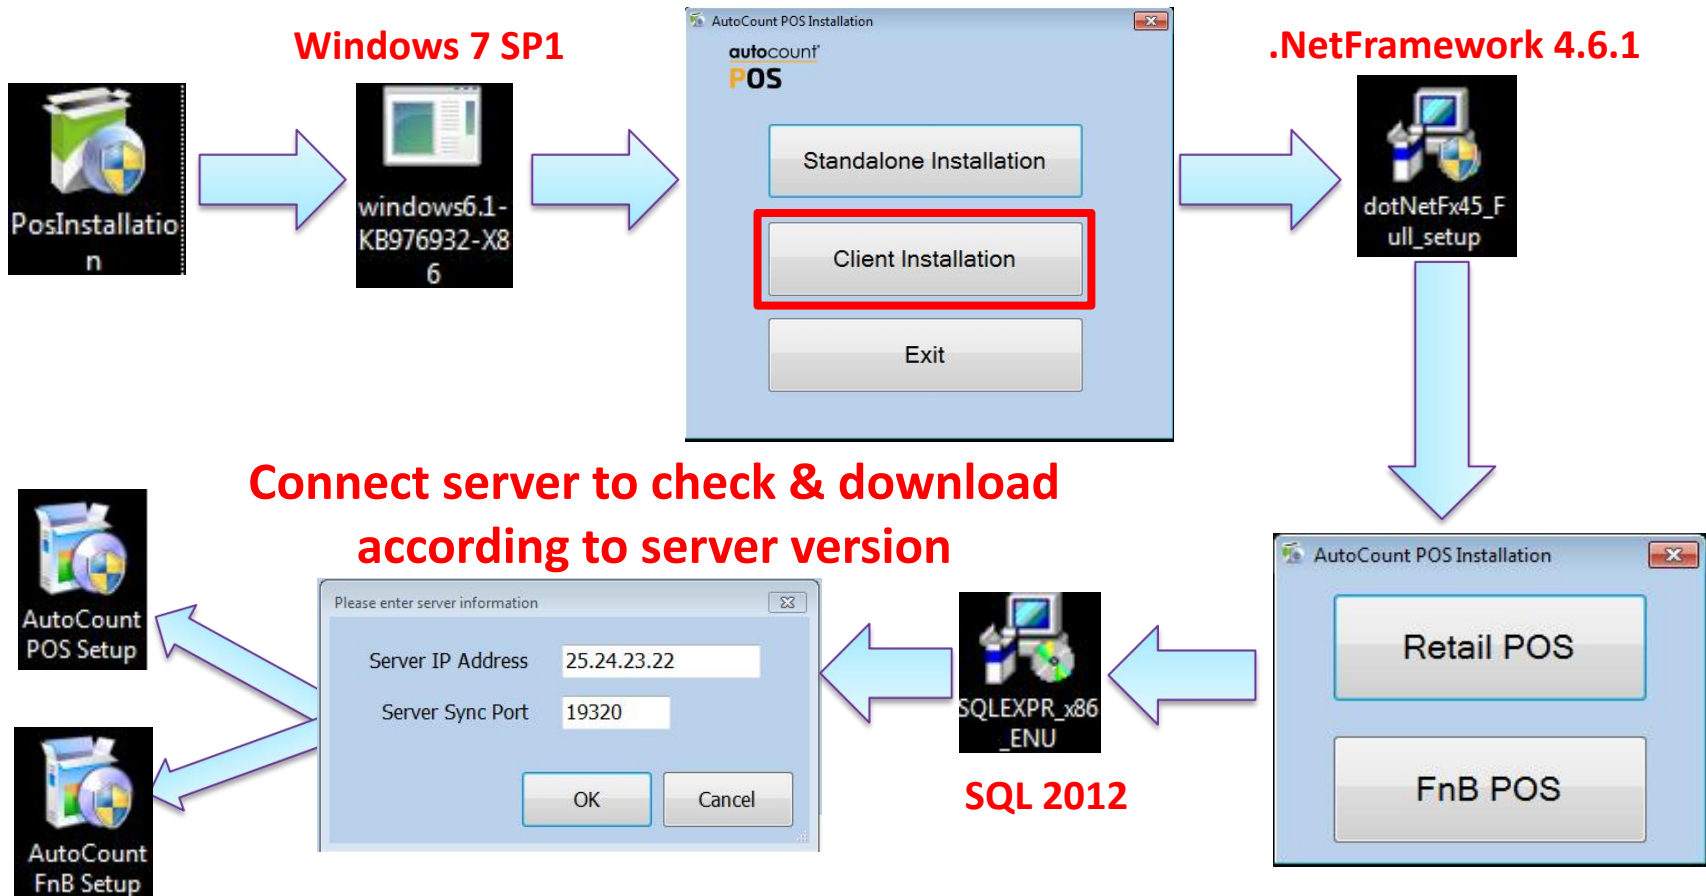 Windows 7 SP1
PosInstallatio
n
windows6.1-
KB976932-X8
6
AutoCount POS Installation
autocount
POS
Standalone Installation
Client Installation
Exit
.NetFramework 4.6.1
dotNetFx45_F
ull_setup
AutoCount POS Installation
Retail POS
FnB POS
SQLEXPR_x86
_ENU
SQL 2012
Connect server to check & download
according to server version
Please enter server information
Server IP Address 25.24.23.22
Server Sync Port 19320
OK Cancel
AutoCount
POS Setup
AutoCount
FnB Setup